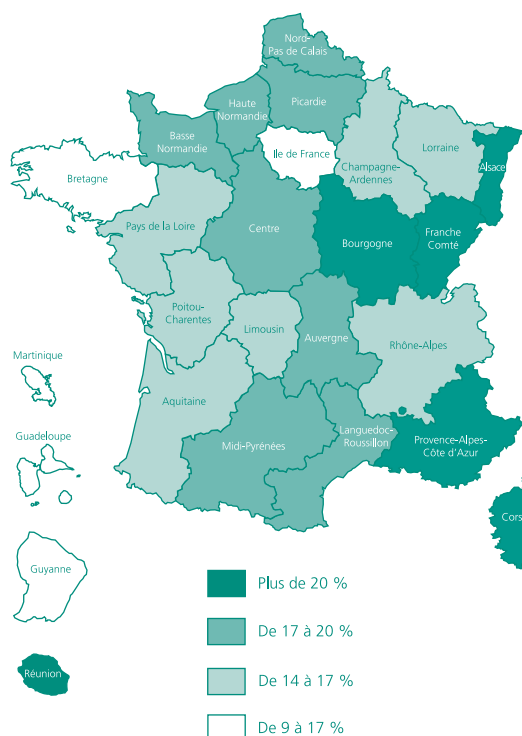 Nord-
Pas de Calais
Haute
Normandie
Picardie
Basse
Normandie
Ile de France
Champagne-
Ardennes
Lorraine
Alsace
Bretagne
Pays de la Loire
Centre
Bourgogne
Franche
Comté
Poitou-
Charentes
Limousin
Auvergne
Rhône-Alpes
Martinique
Aquitaine
Guadeloupe
Midi-Pyrénées
Languedoc-
Roussillon
Provence-Alpes-
Côte d'Azur
Cors
Guyanne
Réunion
Plus de 20 %
De 17 à 20 %
De 14 à 17 %
De 9 à 17 %